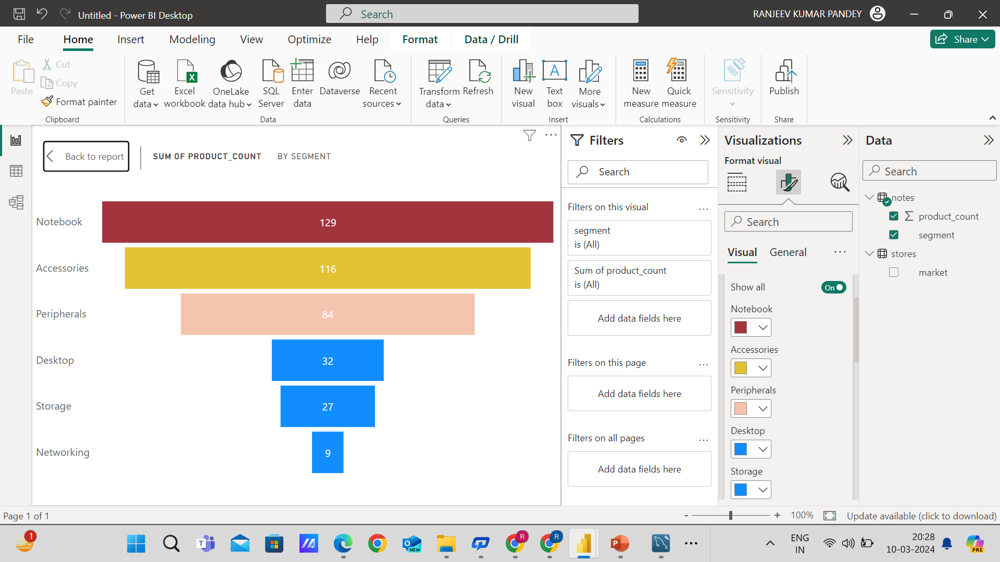 Untitled - Power BI Desktop
Search
RANJEEV KUMAR PANDEY
File Home Insert Modeling View Optimize Help Format Data / Drill
Share
Paste
Cut
Copy
Format painter
Clipboard
Get data
Excel workbook
OneLake data hub
SQL Server
Enter data
Dataverse
Recent sources
Data
Transform data
Refresh
Queries
New visual
Text box
More visuals
Insert
New measure
Quick measure
Calculations
Sensitivity
Sensitivity
Publish
Share
Back to report
SUM OF PRODUCT_COUNT BY SEGMENT
Notebook 129
Accessories 116
Peripherals 84
Desktop 32
Storage 27
Networking 9
Filters
Search
Filters on this visual ...
segment
is (All)
Sum of product_count
is (All)
Add data fields here
Filters on this page ...
Add data fields here
Filters on all pages ...
Add data fields here
Visualizations
Format visual
Search
Visual General ...
Show all On
Notebook
Accessories
Peripherals
Desktop
Storage
Data
Search
notes
product_count
segment
stores
market
Page 1 of 1
- + 100%
Update available (click to download)
1
T
NEW
R
R
P
ENG
IN
20:28
10-03-2024
PRE